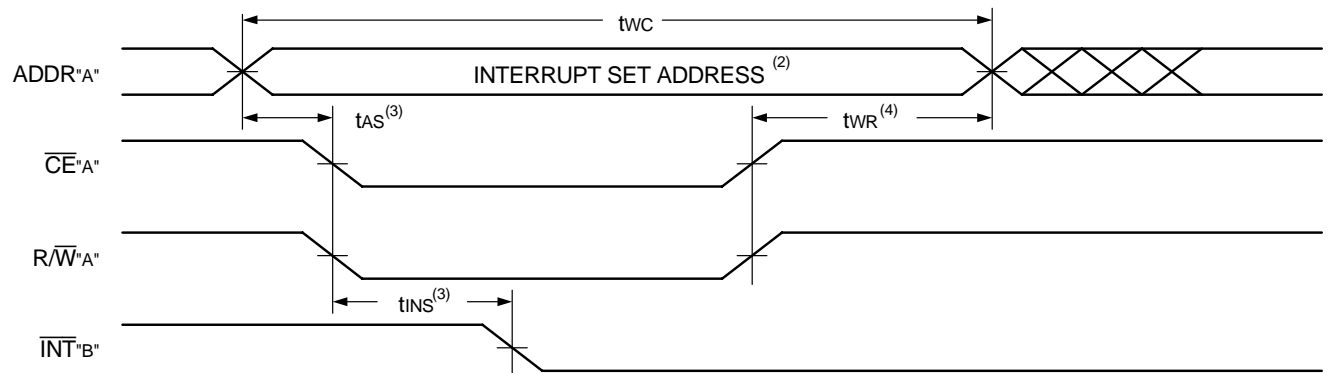 tWC
ADDR"A" INTERRUPT SET ADDRESS (2)
tAS(3) tWR(4)
CE"A"
R/W"A"
tINS(3)
INT"B"